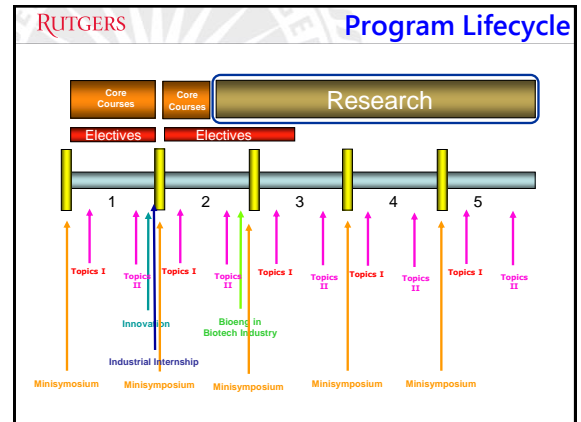 RUTGERS
Program Lifecycle
Core
Courses
Core
Courses
Research
Electives
Electives
1
2
3
4
5
Topics I
Topics
II
Topics I
Topics
II
Topics I
Topics
II
Topics I
Topics
II
Topics I
Topics
II
Innovation
Bioeng in
Biotech Industry
Industrial Internship
Minisymosium
Minisymposium
Minisymposium
Minisymposium
Minisymposium